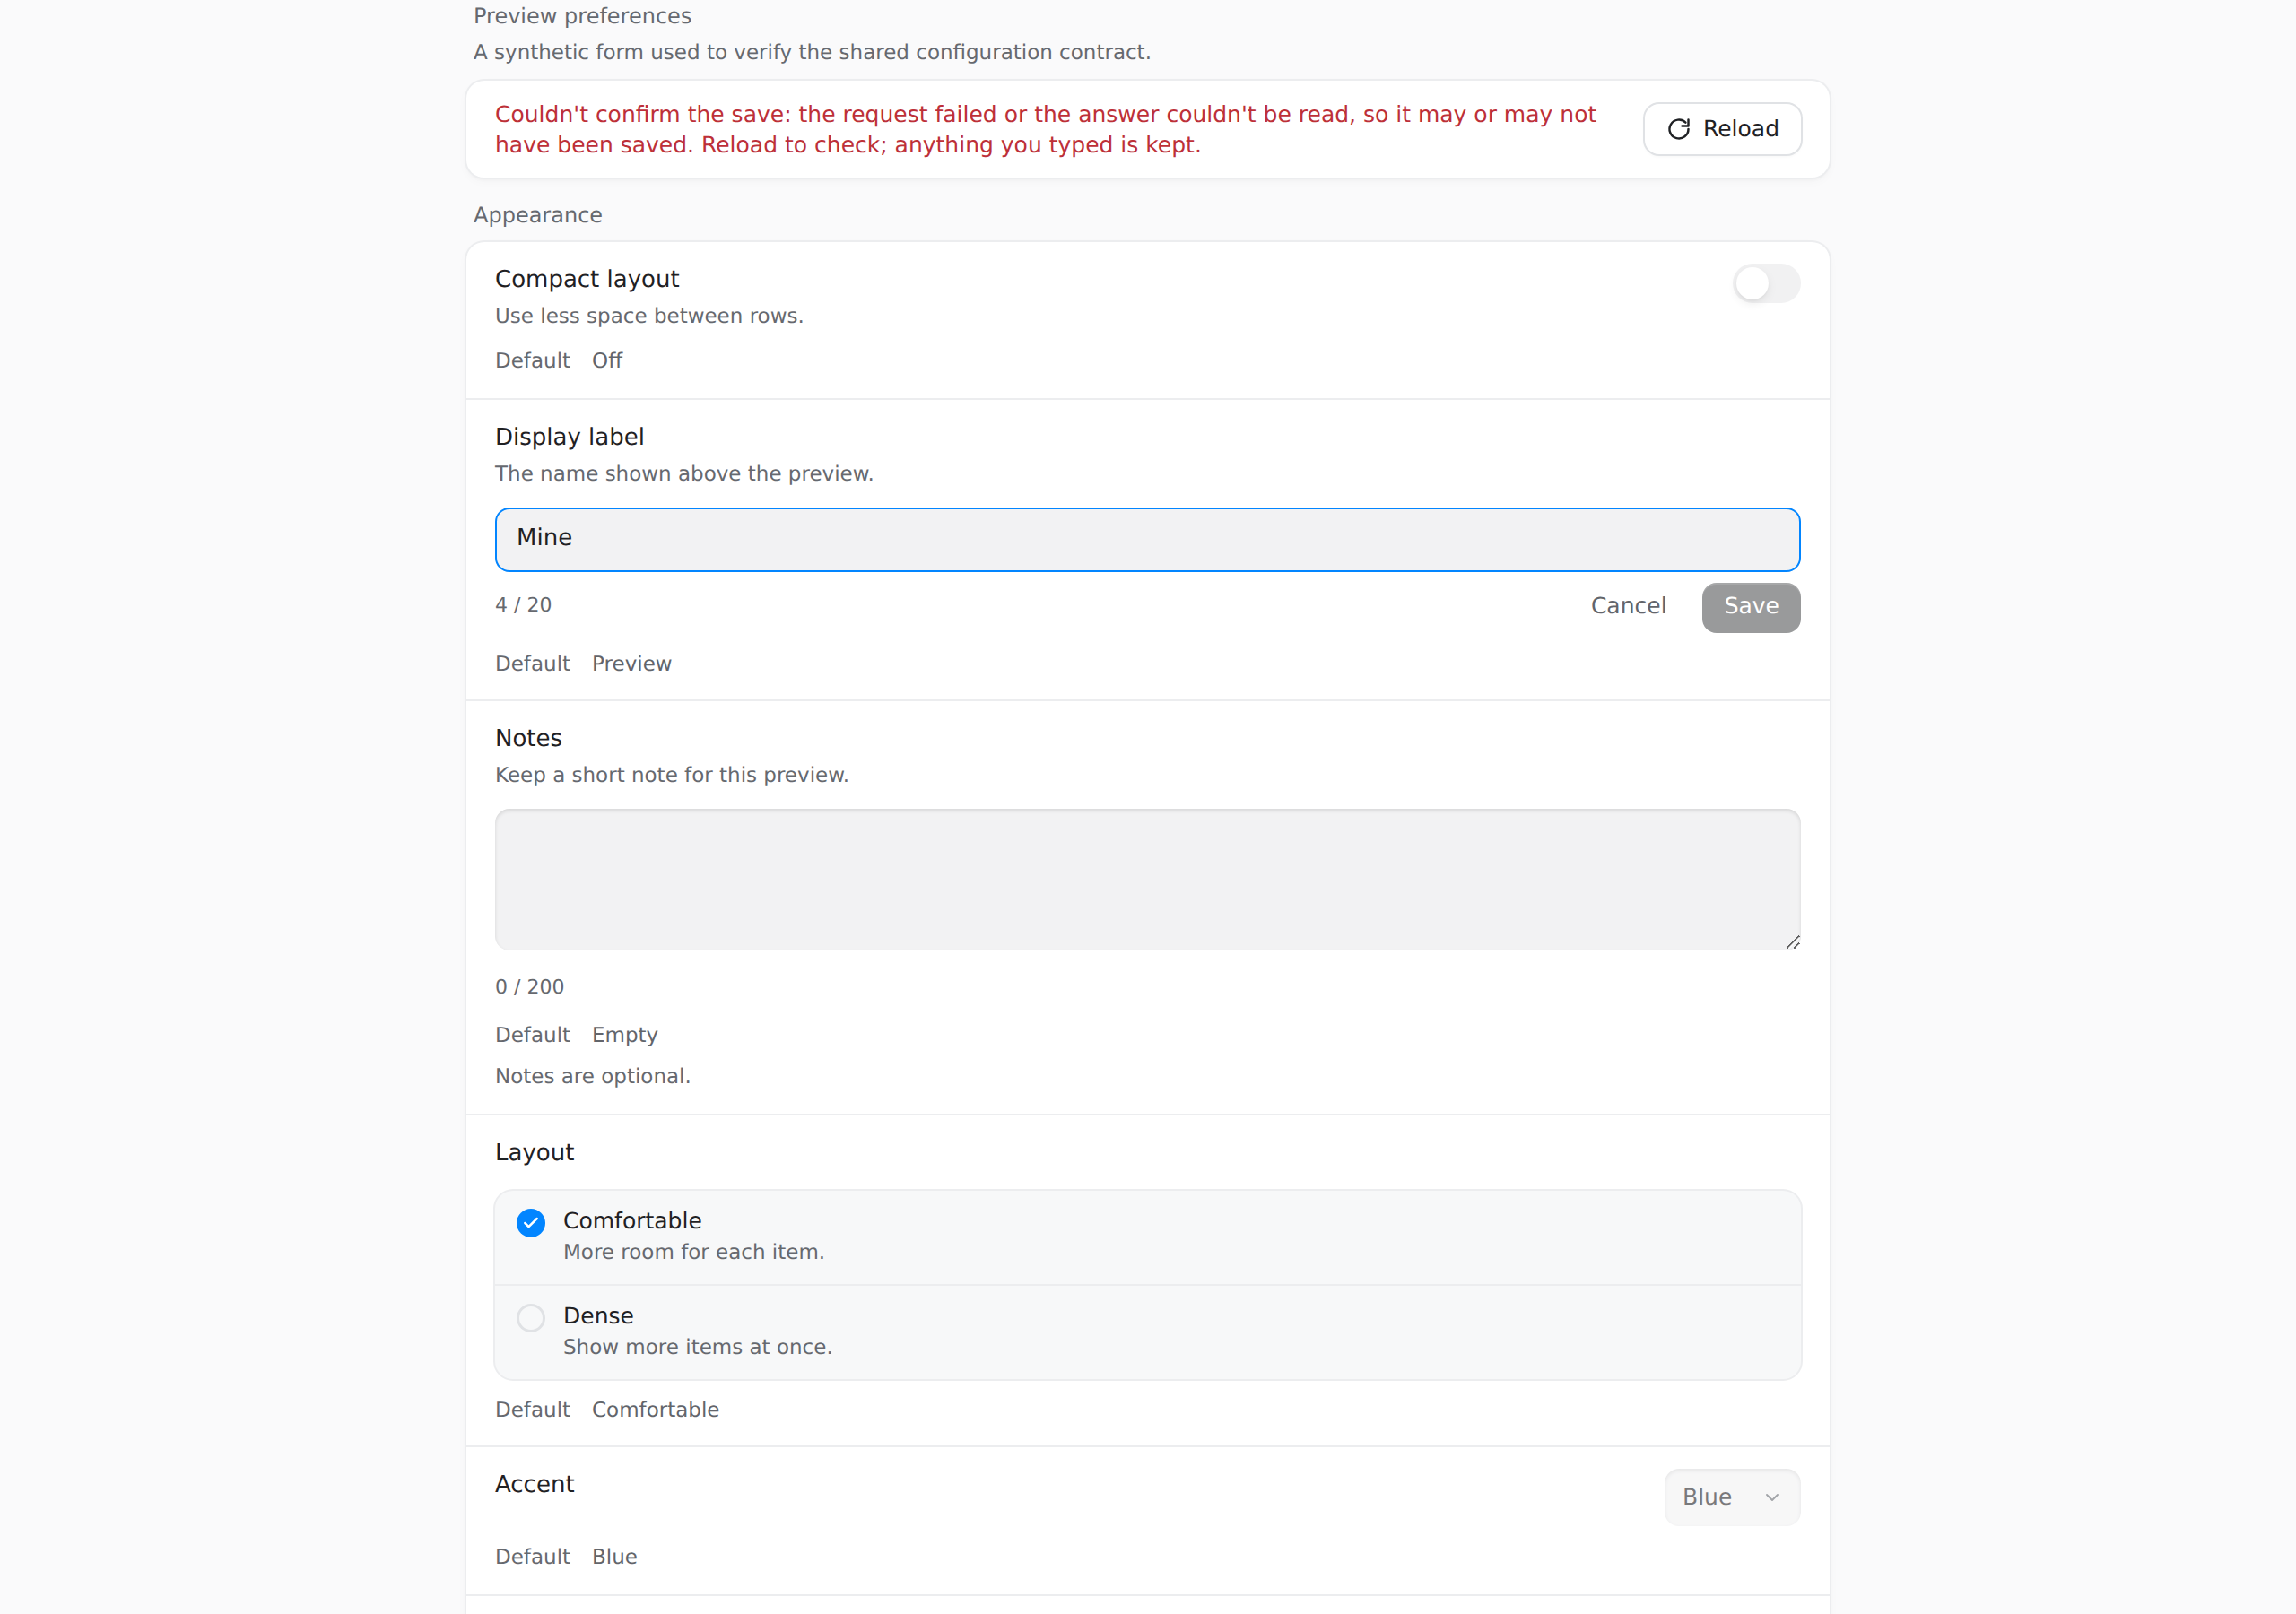 Preview preferences
A synthetic form used to verify the shared configuration contract.
Couldn't confirm the save: the request failed or the answer couldn't be read, so it may or may not
have been saved. Reload to check; anything you typed is kept.
Reload
Appearance
Compact layout
Use less space between rows.
Default Off
Display label
The name shown above the preview.
Mine
4 / 20
Cancel
Save
Default Preview
Notes
Keep a short note for this preview.
0 / 200
Default Empty
Notes are optional.
Layout
Comfortable
More room for each item.
Dense
Show more items at once.
Default Comfortable
Accent
Blue
Default Blue